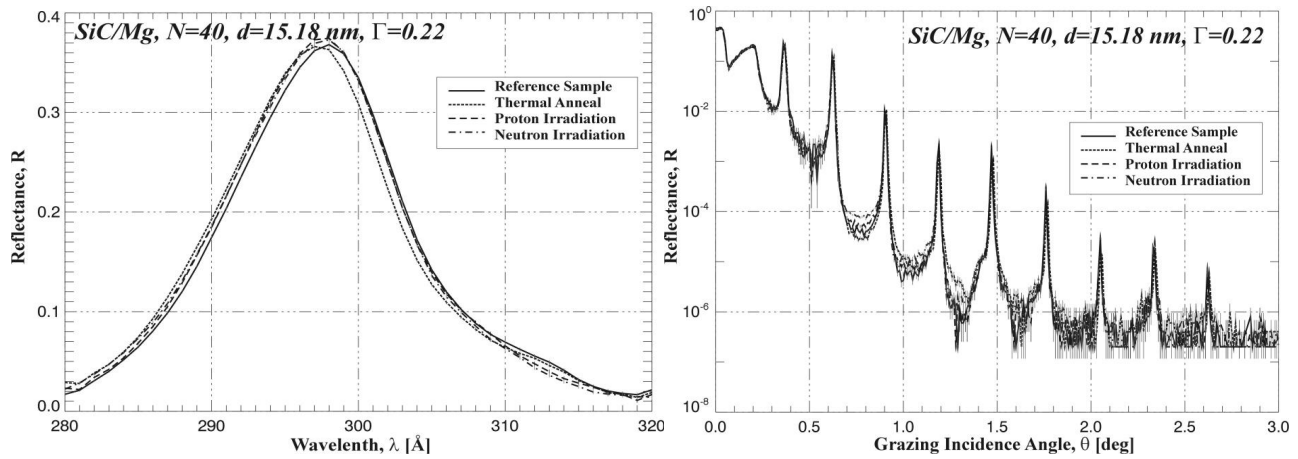 SiC/Mg, N=40, d=15.18 nm, Γ=0.22
Reference Sample
Thermal Anneal
Proton Irradiation
Neutron Irradiation
Reflectance, R
0.4
0.3
0.2
0.1
0.0
280
290
300
310
320
Wavelenth, λ [Å]
SiC/Mg, N=40, d=15.18 nm, Γ=0.22
Reference Sample
Thermal Anneal
Proton Irradiation
Neutron Irradiation
Reflectance, R
10^0
10^-2
10^-4
10^-6
10^-8
0.0
0.5
1.0
1.5
2.0
2.5
3.0
Grazing Incidence Angle, θ [deg]